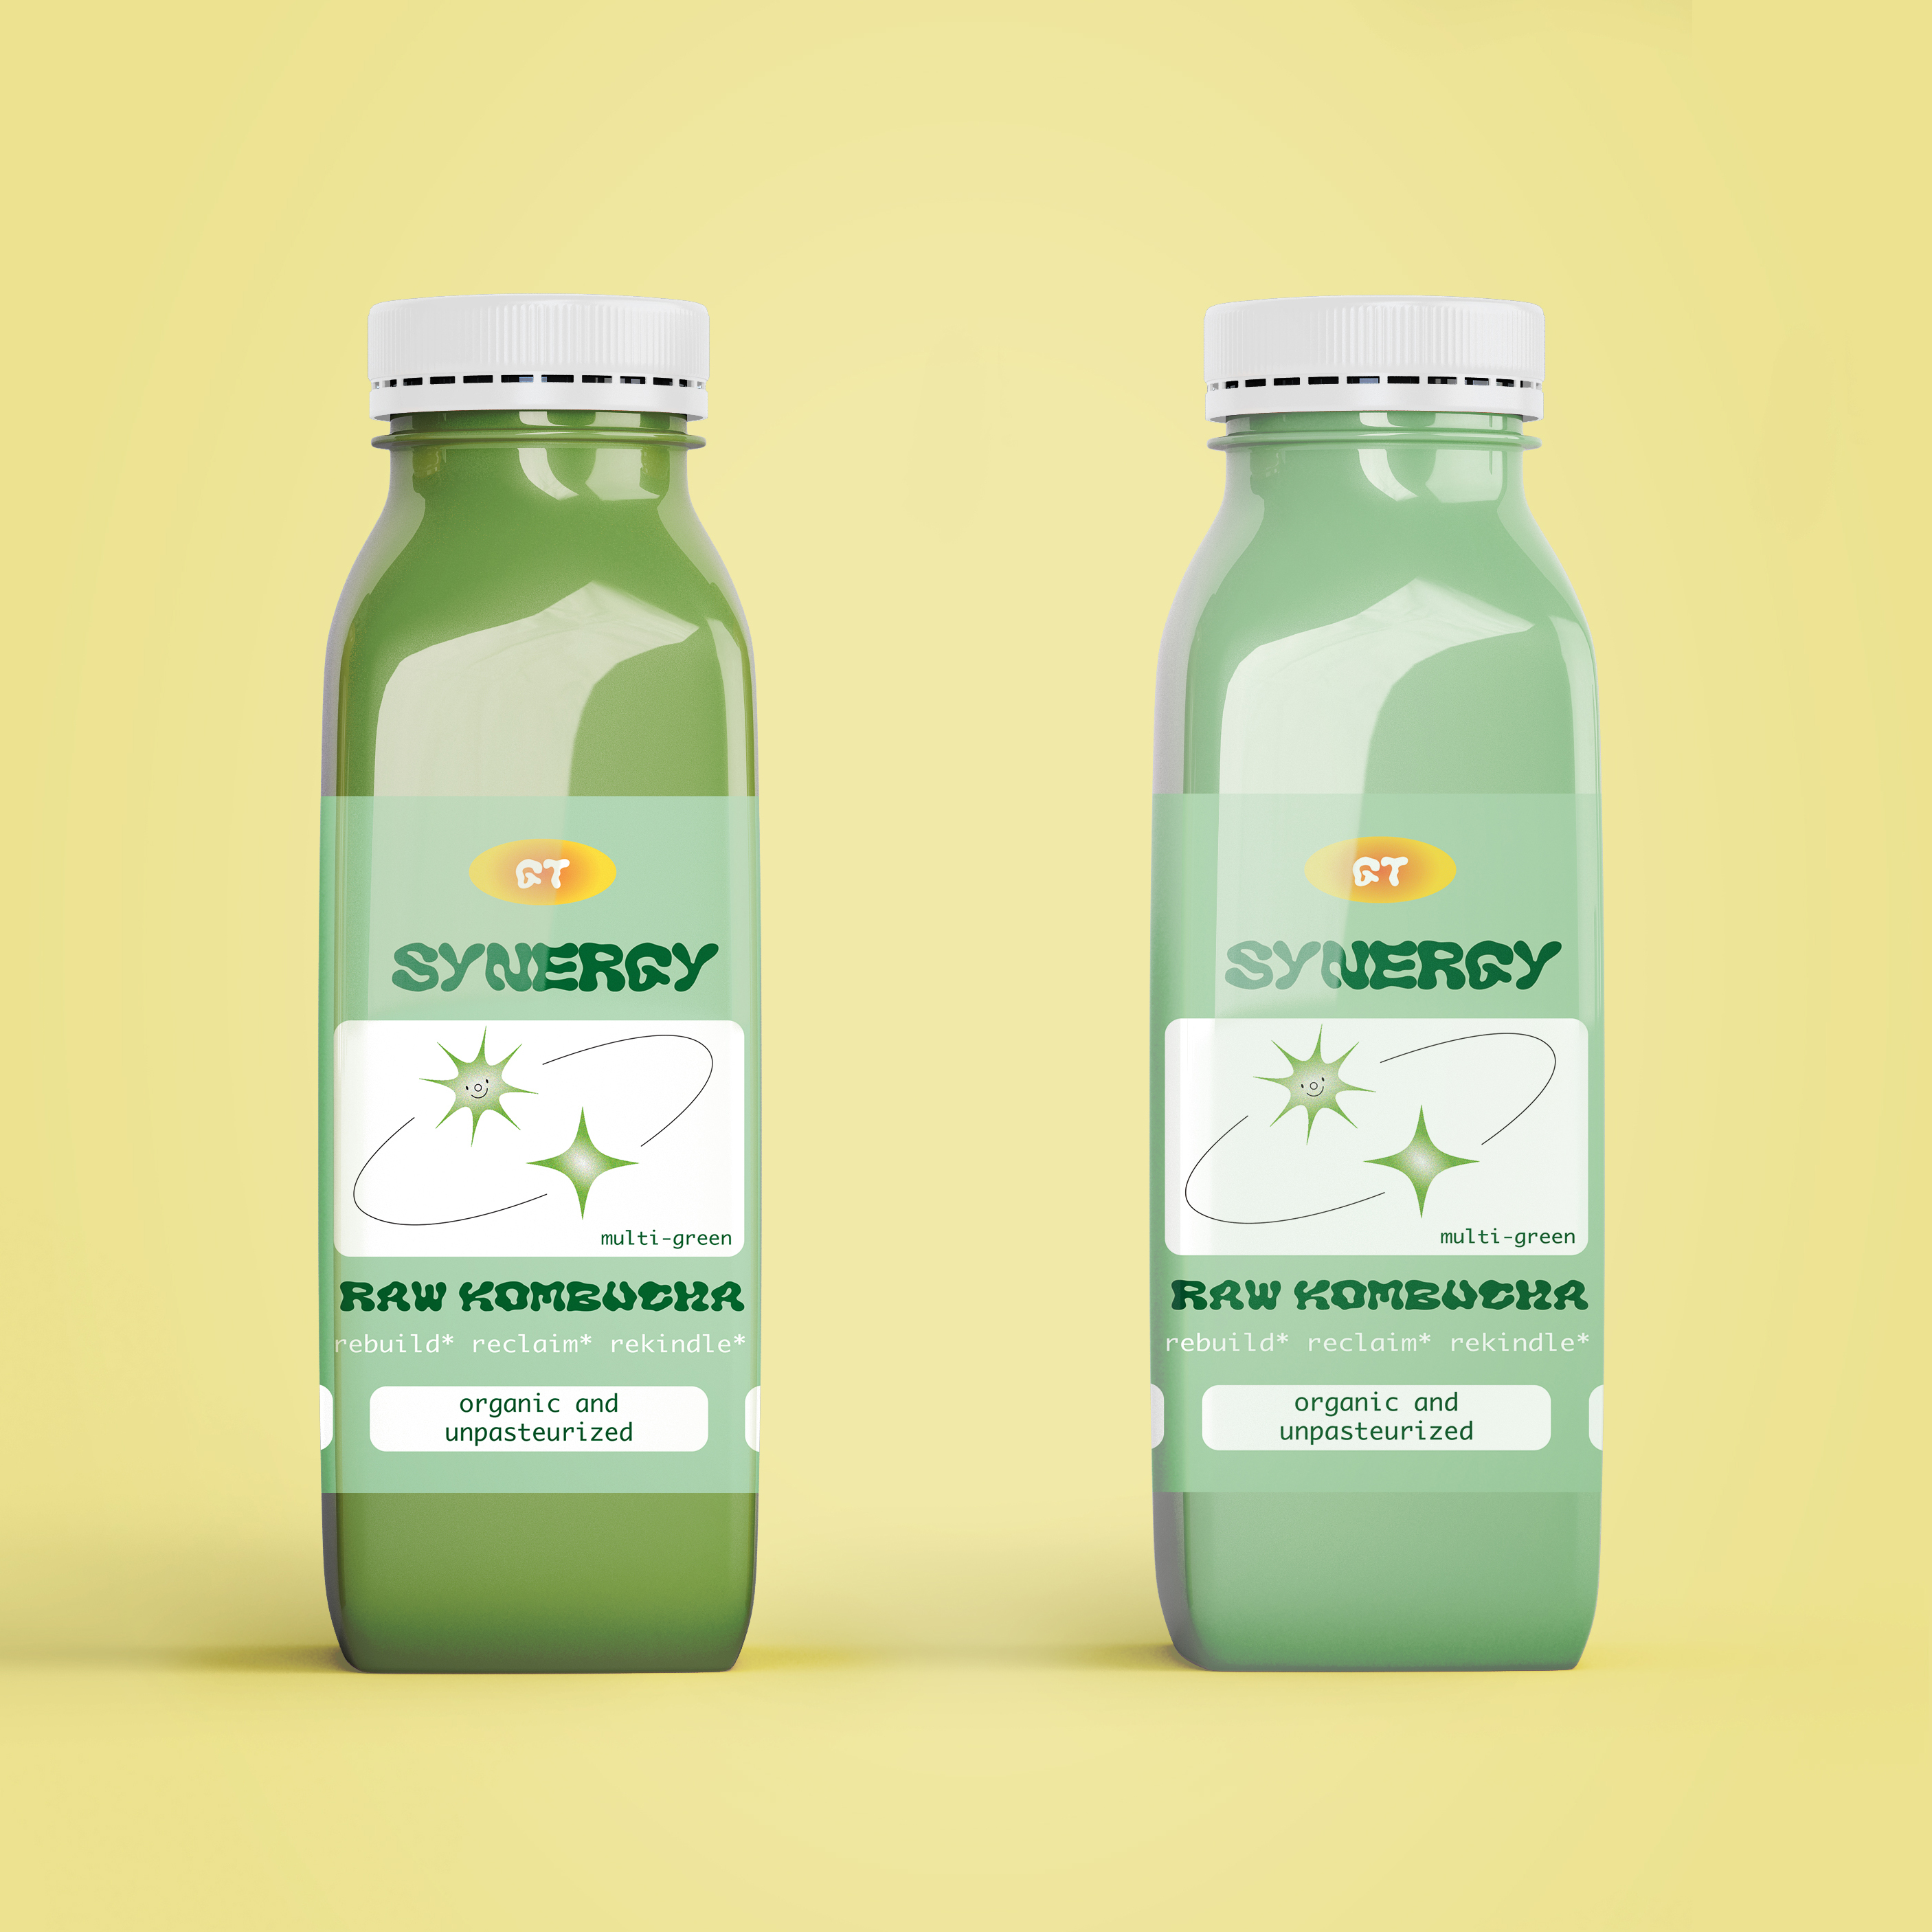 GT
SYNERGY
multi-green
RAW KOMBUCHA
rebuild* reclaim* rekindle*
organic and
unpasteurized
GT
SYNERGY
multi-green
RAW KOMBUCHA
rebuild* reclaim* rekindle*
organic and
unpasteurized